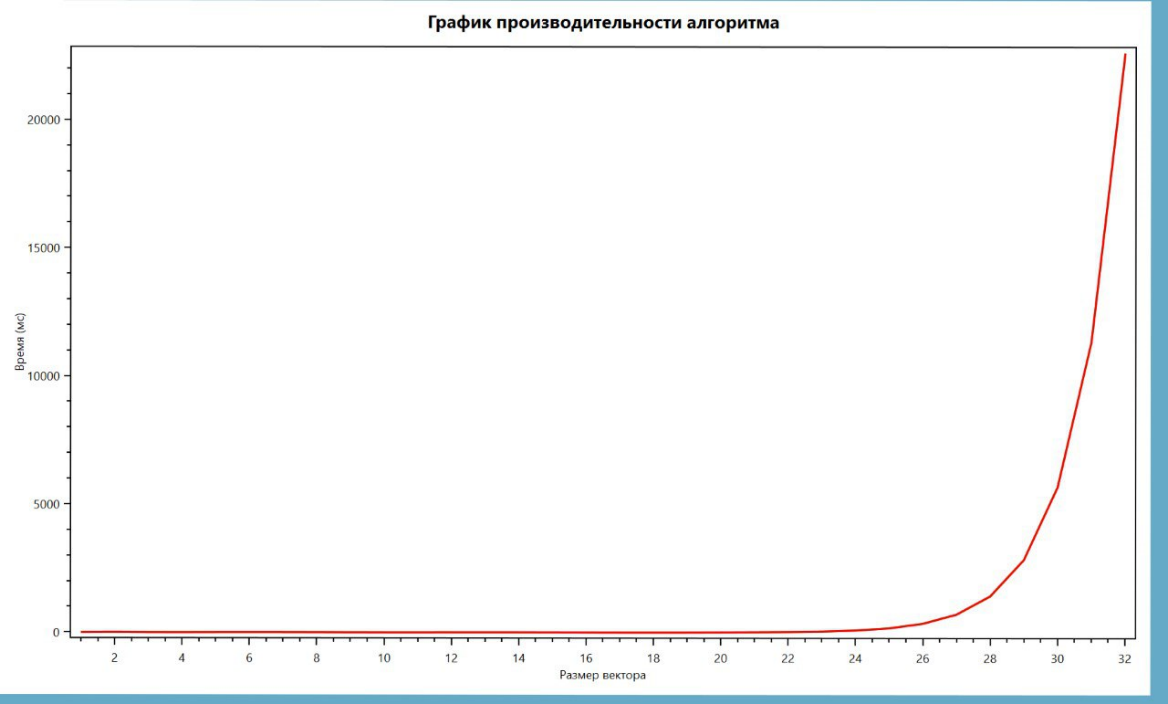 График производительности алгоритма
20000
15000
10000
5000
0
Время (мс)
2 4 6 8 10 12 14 16 18 20 22 24 26 28 30 32
Размер вектора